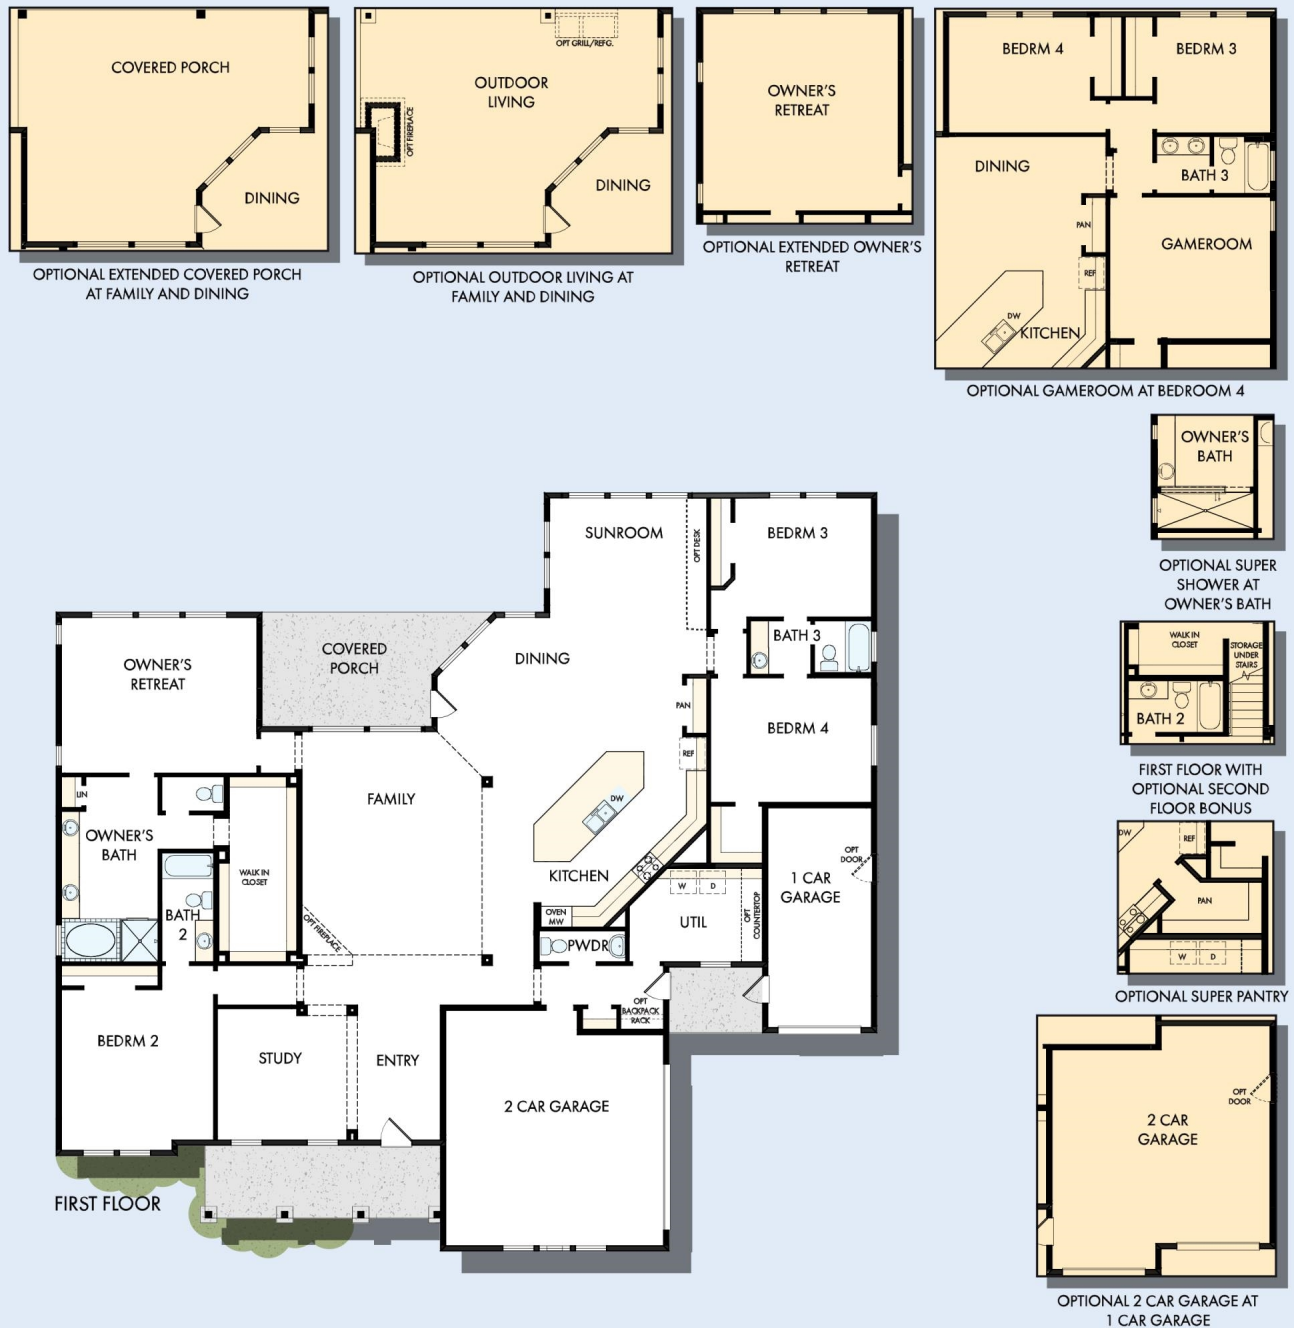 COVERED PORCH
DINING
OPTIONAL EXTENDED COVERED PORCH
AT FAMILY AND DINING
OPT GRILL/REFG.
OUTDOOR
LIVING
OPT FIREPLACE
DINING
OPTIONAL OUTDOOR LIVING AT
FAMILY AND DINING
OWNER'S
RETREAT
OPTIONAL EXTENDED OWNER'S
RETREAT
BEDRM 4
BEDRM 3
DINING
BATH 3
PAN
GAMEROOM
REF
DW
KITCHEN
OPTIONAL GAMEROOM AT BEDROOM 4
OWNER'S
BATH
OPTIONAL SUPER
SHOWER AT
OWNER'S BATH
WALK IN
CLOSET
STORAGE
UNDER
STAIRS
BATH 2
FIRST FLOOR WITH
OPTIONAL SECOND
FLOOR BONUS
DW
REF
PAN
W D
OPTIONAL SUPER PANTRY
OPT
DOOR
2 CAR
GARAGE
OPTIONAL 2 CAR GARAGE AT
1 CAR GARAGE
SUNROOM
OPT DESK
BEDRM 3
OWNER'S
RETREAT
COVERED
PORCH
DINING
BATH 3
PAN
BEDRM 4
REF
LIN
FAMILY
DW
OWNER'S
BATH
WALK IN
CLOSET
KITCHEN
OPT
DOOR
1 CAR
GARAGE
W D
UTIL
OPT
COUNTERTOP
OVEN
MW
BATH
2
OPT FIREPLACE
PWDR
OPT
BACKPACK
RACK
BEDRM 2
STUDY
ENTRY
2 CAR GARAGE
FIRST FLOOR